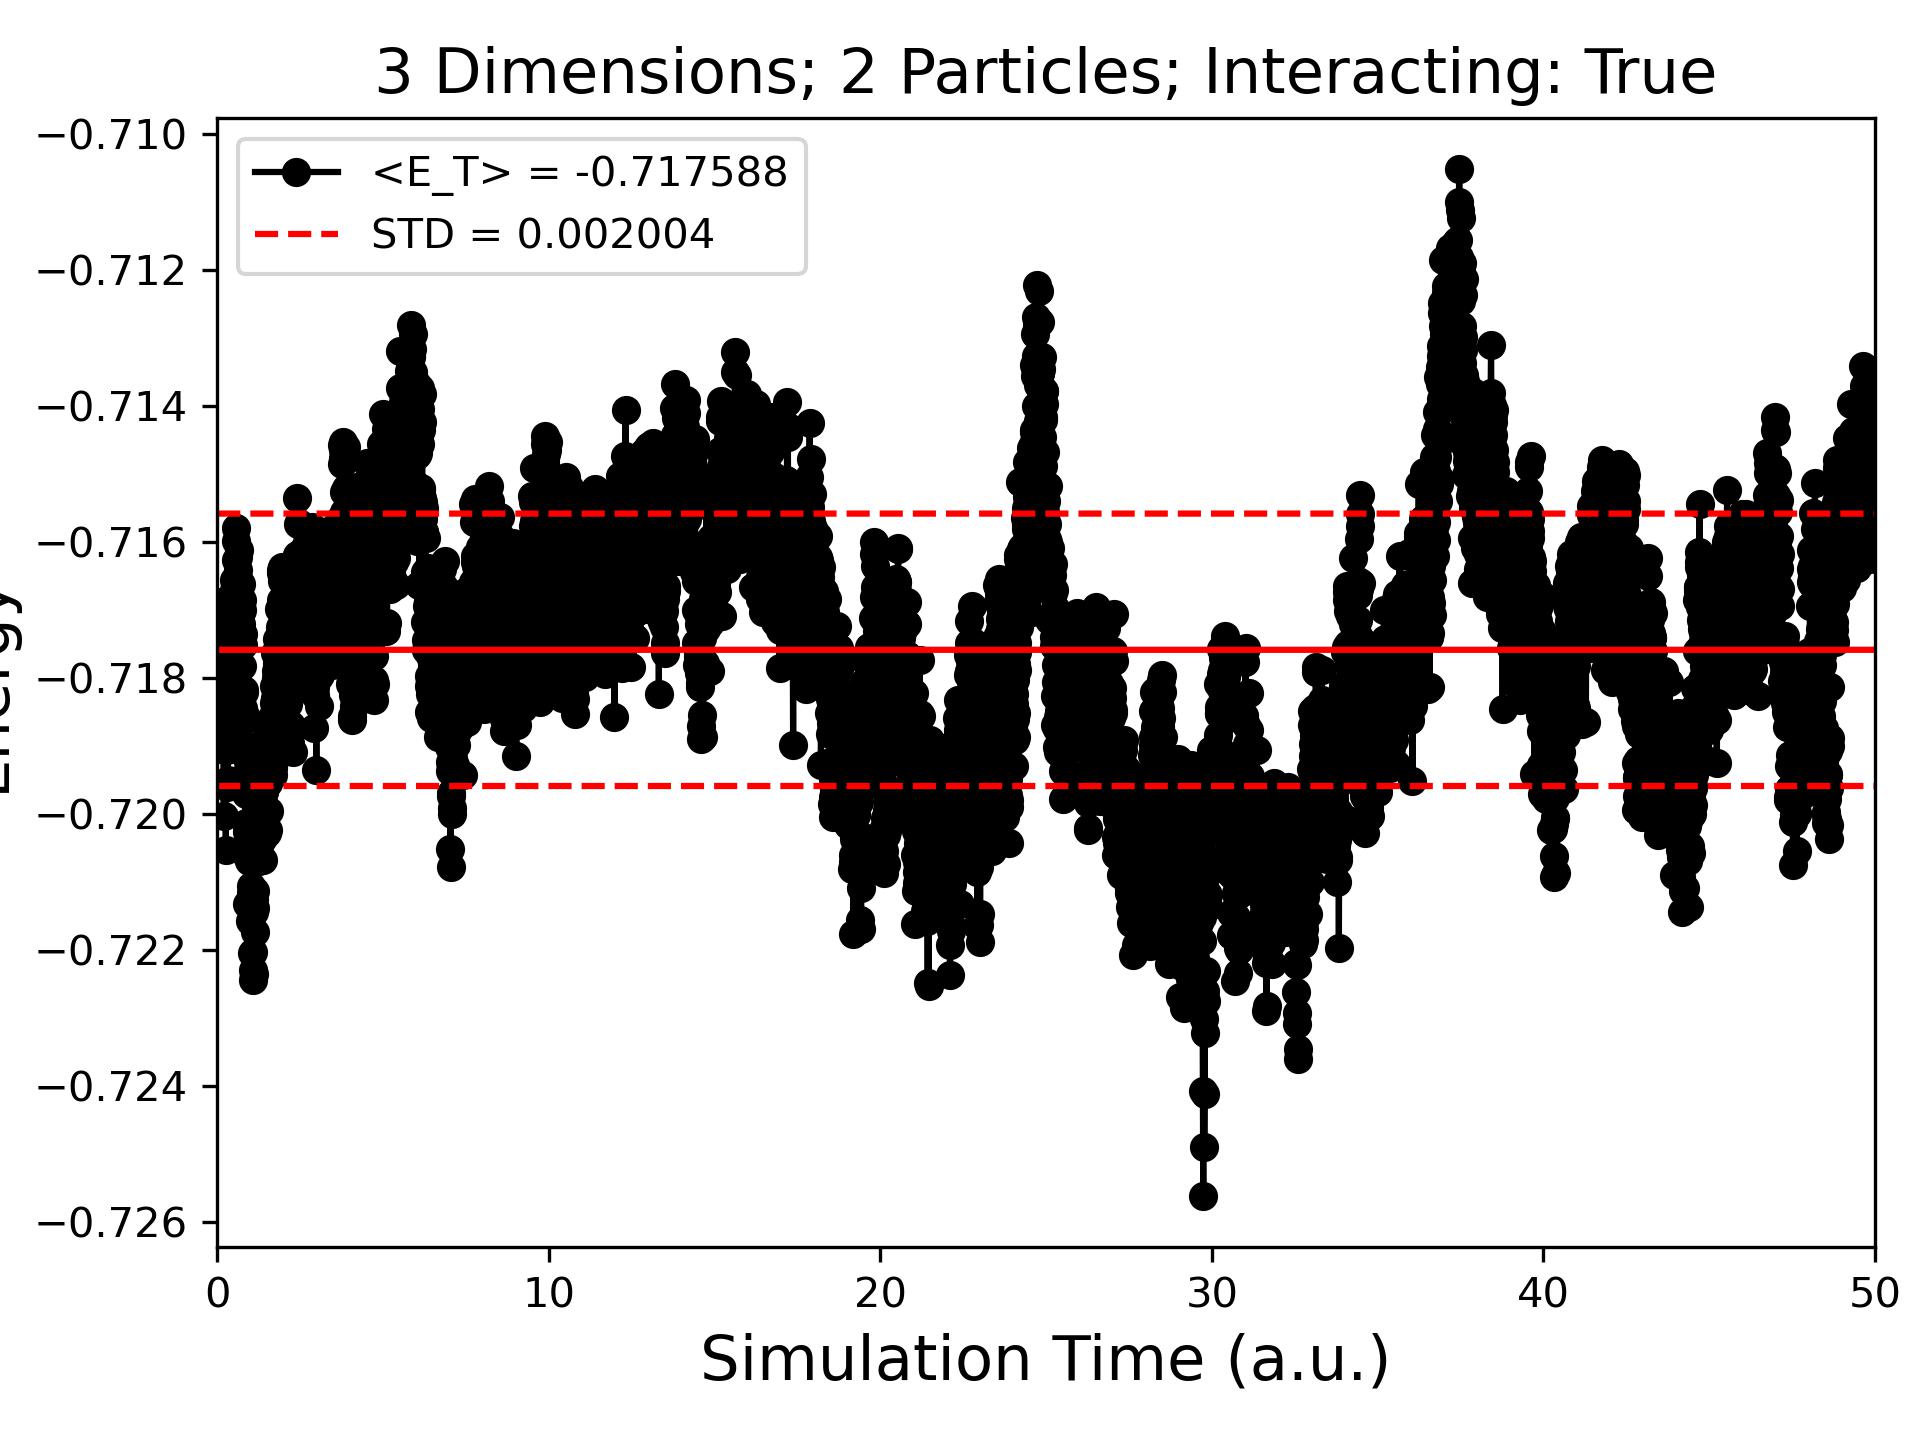 3 Dimensions; 2 Particles; Interacting: True
<E_T> = -0.717588
STD = 0.002004
−0.710
−0.712
−0.714
−0.716
−0.718
−0.720
−0.722
−0.724
−0.726
Energy
0 10 20 30 40 50
Simulation Time (a.u.)